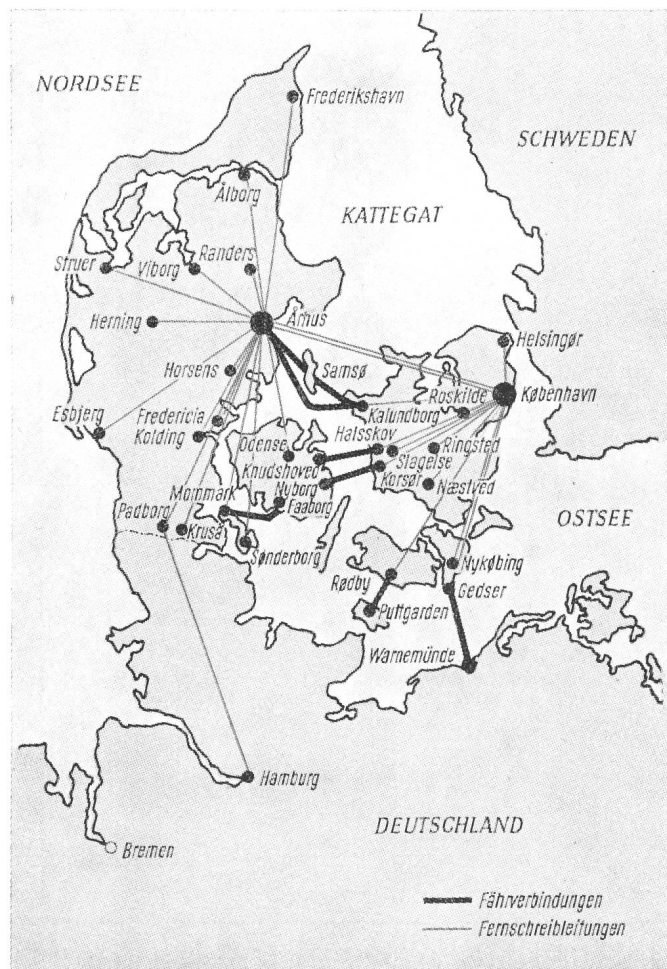 NORDSEE
Frederikshavn
SCHWEDEN
Ålborg
KATTEGAT
Struer
Viborg
Randers
Herning
Århus
Helsingør
Horsens
Samsø
København
Roskilde
Kalundborg
Esbjerg
Fredericia
Kolding
Odense
Halsskov
Ringsted
Knudshoved
Slagelse
Nyborg
Korsør
Næstved
Mommark
Faaborg
Padborg
Kruså
OSTSEE
Sønderborg
Nykøbing
Rødby
Gedser
Puttgarden
Warnemünde
Hamburg
DEUTSCHLAND
Bremen
Fährverbindungen
Fernschreibleitungen